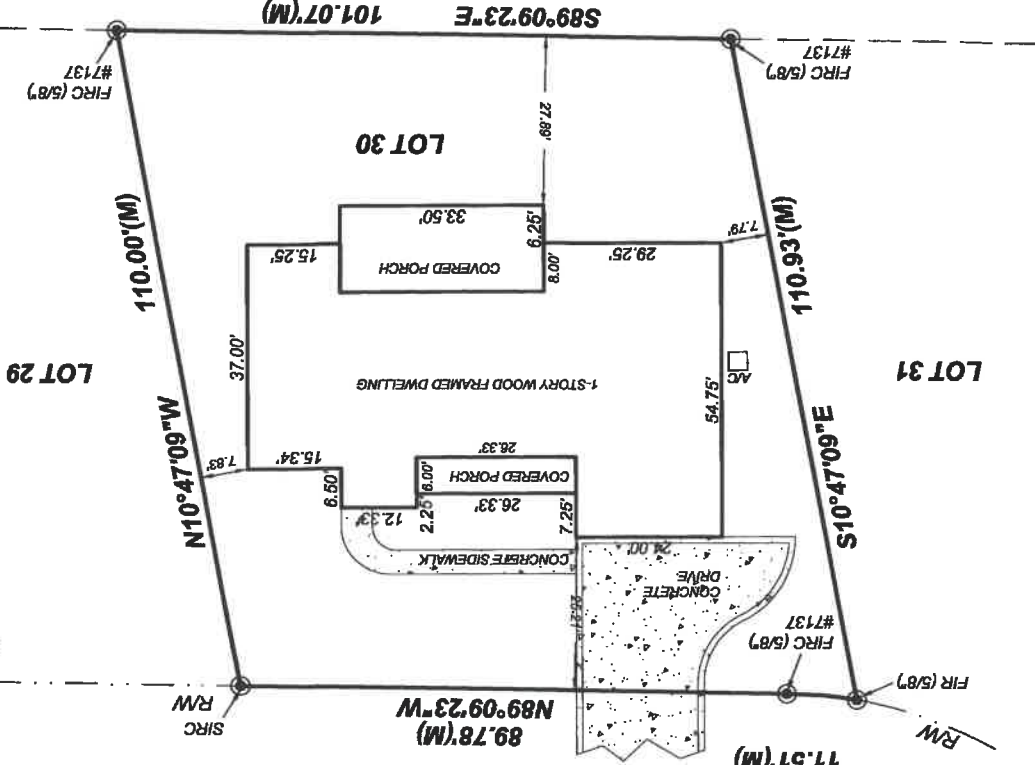 11.51'(M)
R/W
89.78'(M)
N89°09'23"W
SIRC
R/W
FIR (5/8")
FIRC (5/8")
#7137
CONCRETE
DRIVE
24.00'
CONCRETE SIDEWALK
12.33'
7.25'
26.33'
2.25'
COVERED PORCH
6.00'
26.33'
6.50'
15.34'
7.83'
S10°47'09"E
110.93'(M)
N10°47'09"W
110.00'(M)
LOT 31
A/C
54.75'
1-STORY WOOD FRAMED DWELLING
37.00'
LOT 29
COVERED PORCH
8.00'
6.25'
29.25'
15.25'
7.79'
33.50'
LOT 30
27.89'
FIRC (5/8")
#7137
FIRC (5/8")
#7137
S89°09'23"E
101.07'(M)